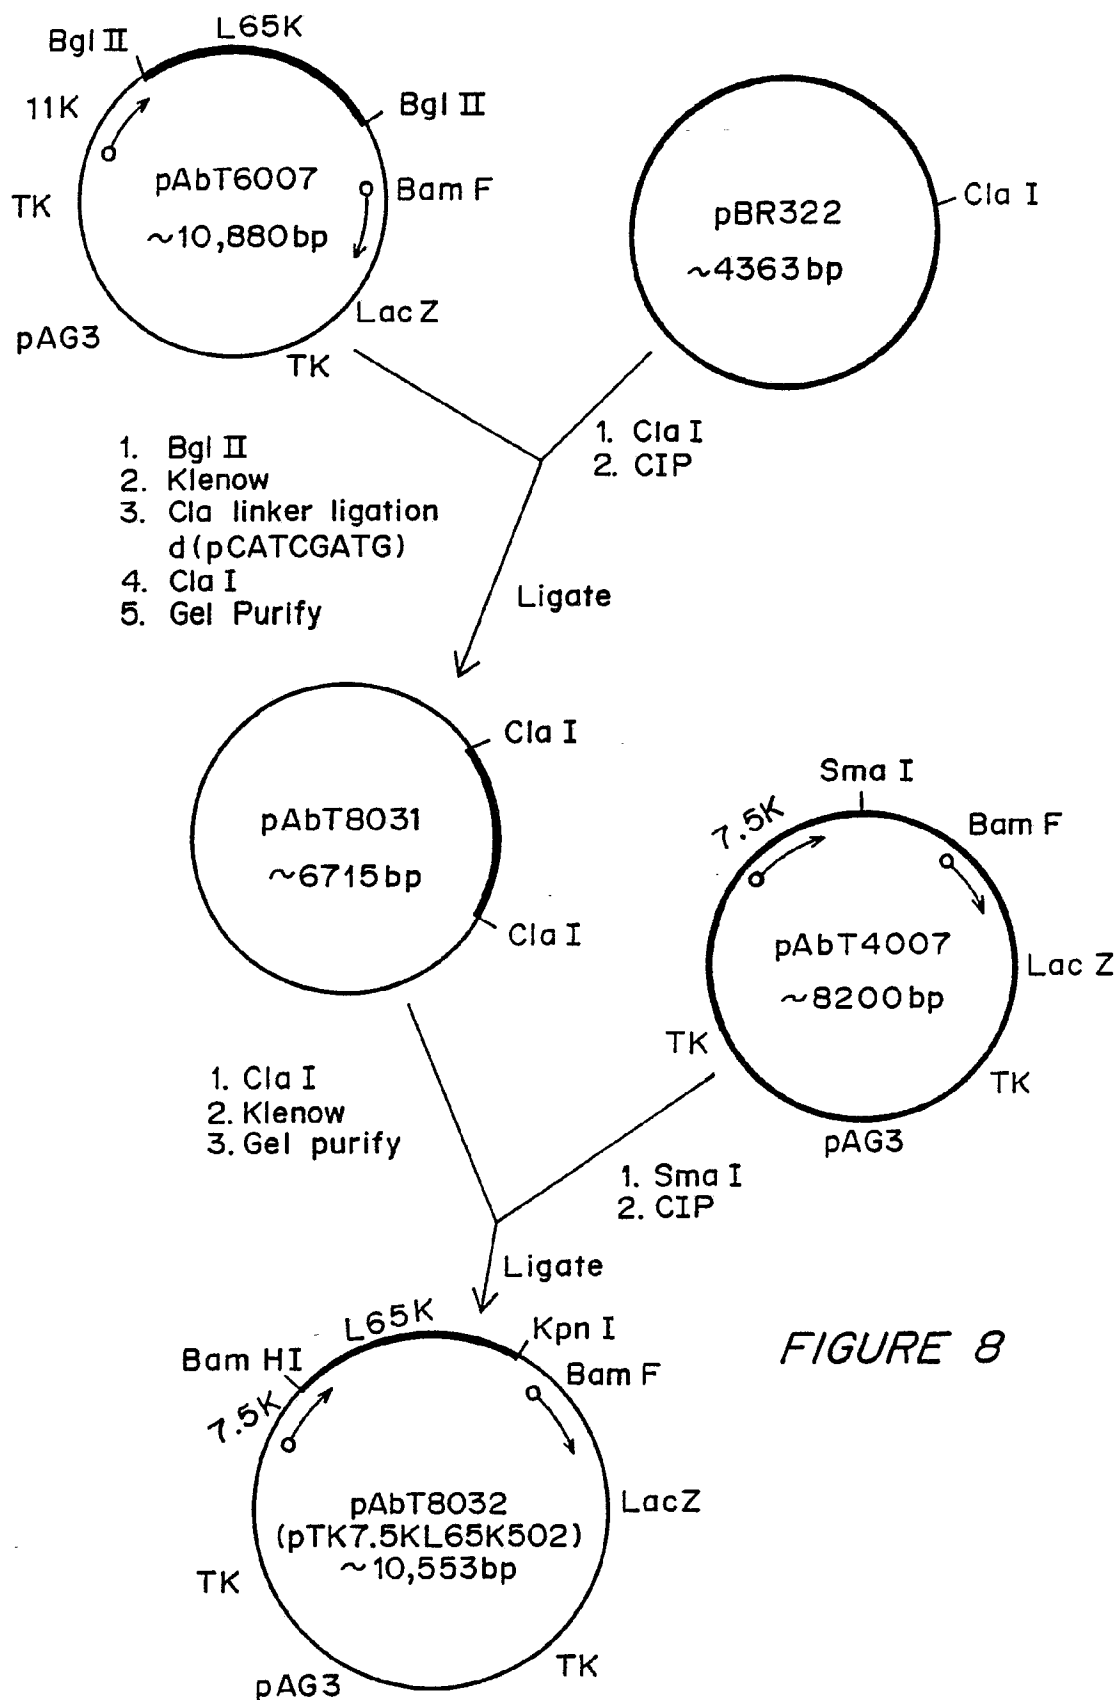 L65K
Bgl II
Bgl II
11K
pAbT6007
~10,880bp
Bam F
TK
LacZ
pAG3
TK
pBR322
~4363bp
Cla I
1. Bgl II
2. Klenow
3. Cla linker ligation
d(pCATCGATG)
4. Cla I
5. Gel Purify
1. Cla I
2. CIP
Ligate
Cla I
pAbT8031
~6715bp
Cla I
Sma I
7.5K
Bam F
pAbT4007
~8200bp
Lac Z
TK
TK
pAG3
1. Cla I
2. Klenow
3. Gel purify
1. Sma I
2. CIP
Ligate
L65K
Kpn I
Bam HI
Bam F
7.5K
pAbT8032
(pTK7.5KL65K502)
~10,553bp
LacZ
TK
TK
pAG3
FIGURE 8